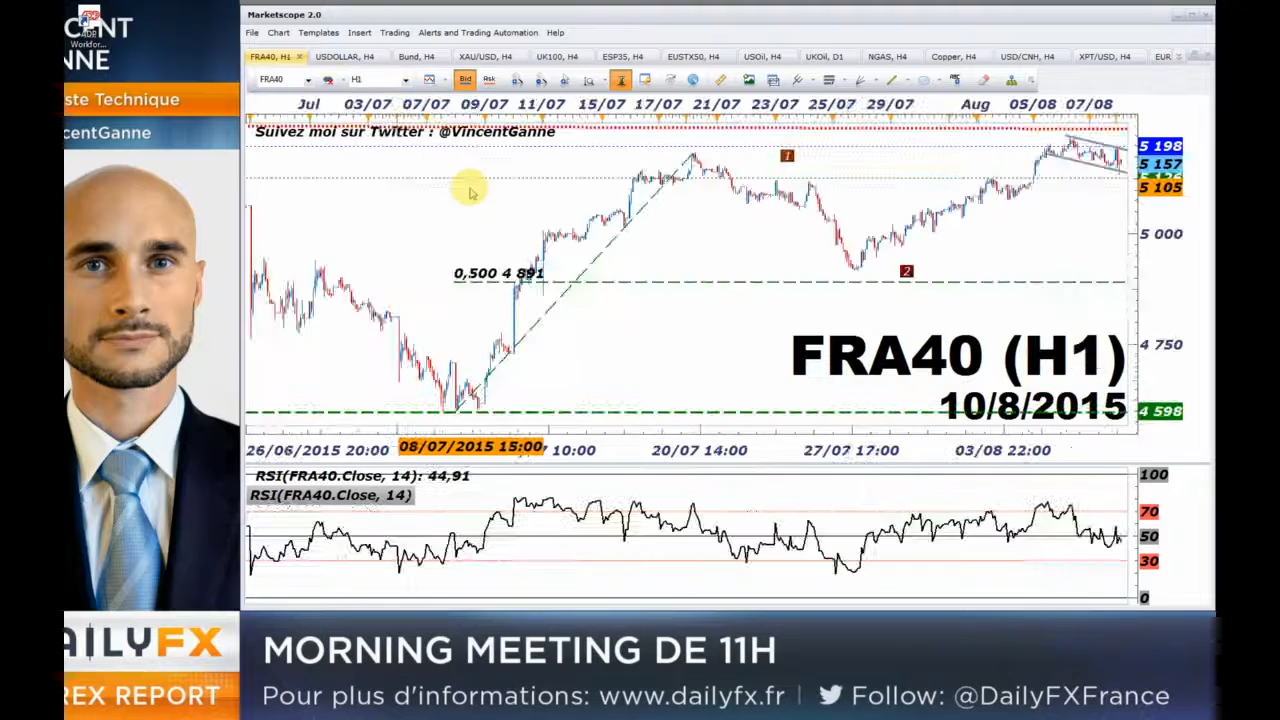 CENT
NNE
ste Technique
ncentGanne
Workfor...
Marketscope 2.0
File Chart Templates Insert Trading Alerts and Trading Automation Help
FRA40, H1 USDOLLAR, H4 Bund, H4 XAU/USD, H4 UK100, H4 ESP35, H4 EUSTX50, H4 USOil, H4 UKOil, D1 NGAS, H4 Copper, H4 USD/CNH, H4 XPT/USD, H4 EUR
FRA40 H1 Bid Ask
Jul 03/07 07/07 09/07 11/07 15/07 17/07 21/07 23/07 25/07 29/07 Aug 05/08 07/08
Suivez moi sur Twitter : @VincentGanne
5 198
5 157
5 105
5 000
4 750
4 598
1
2
0,500 4 891
FRA40 (H1)
10/8/2015
26/06/2015 20:00 08/07/2015 15:00 10:00 20/07 14:00 27/07 17:00 03/08 22:00
RSI(FRA40.Close, 14): 44,91
RSI(FRA40.Close, 14)
100
70
50
30
0
AILYFX
REX REPORT
MORNING MEETING DE 11H
Pour plus d'informations: www.dailyfx.fr | Follow: @DailyFXFrance